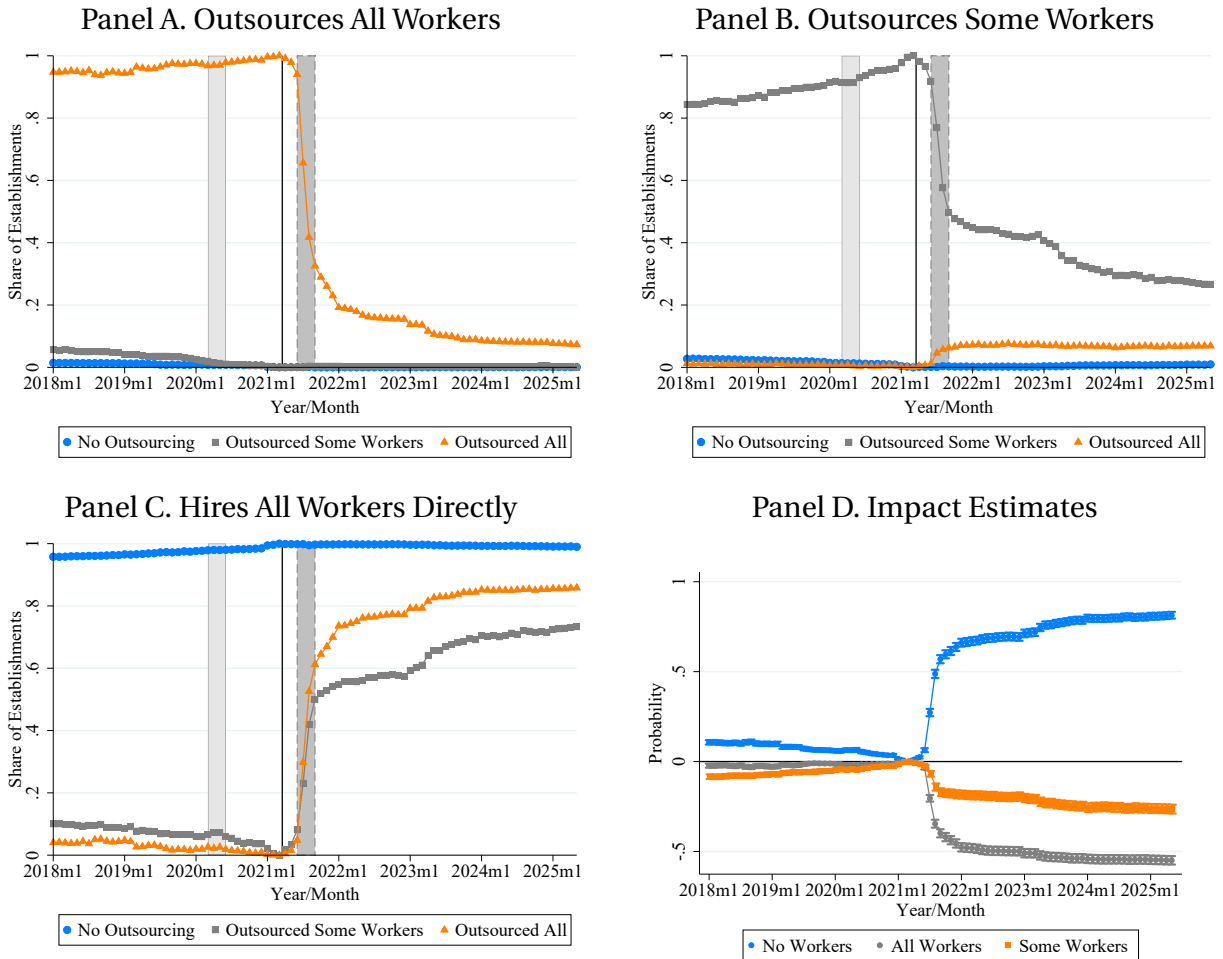 Panel A. Outsources All Workers
Share of Establishments
1
.8
.6
.4
.2
0
2018m1 2019m1 2020m1 2021m1 2022m1 2023m1 2024m1 2025m1
Year/Month
No Outsourcing Outsourced Some Workers Outsourced All
Panel B. Outsources Some Workers
Share of Establishments
1
.8
.6
.4
.2
0
2018m1 2019m1 2020m1 2021m1 2022m1 2023m1 2024m1 2025m1
Year/Month
No Outsourcing Outsourced Some Workers Outsourced All
Panel C. Hires All Workers Directly
Share of Establishments
1
.8
.6
.4
.2
0
2018m1 2019m1 2020m1 2021m1 2022m1 2023m1 2024m1 2025m1
Year/Month
No Outsourcing Outsourced Some Workers Outsourced All
Panel D. Impact Estimates
Probability
1
.5
0
-.5
2018m1 2019m1 2020m1 2021m1 2022m1 2023m1 2024m1 2025m1
Year/Month
No Workers All Workers Some Workers